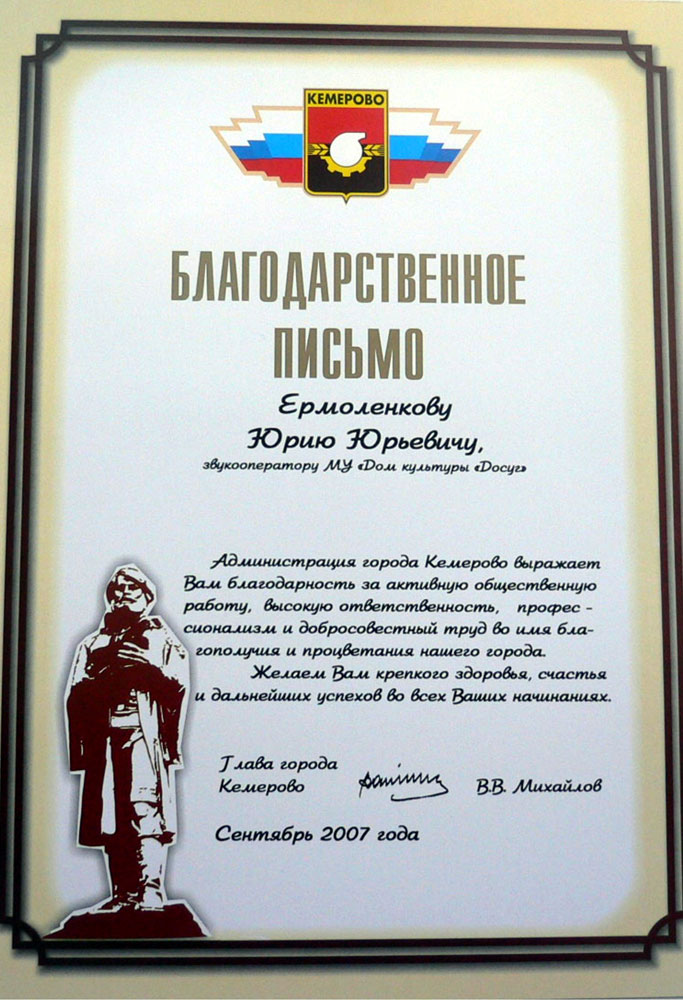 КЕМЕРОВО
БЛАГОДАРСТВЕННОЕ
ПИСЬМО
Ермоленкову
Юрию Юрьевичу,
звукооператору МУ «Дом культуры «Досуг»
Администрация города Кемерово выражает
Вам благодарность за активную общественную
работу, высокую ответственность, профес -
сионализм и добросовестный труд во имя бла-
гополучия и процветания нашего города.
Желаем Вам крепкого здоровья, счастья
и дальнейших успехов во всех Ваших начинаниях.
Глава города
Кемерово В.В. Михайлов
Сентябрь 2007 года